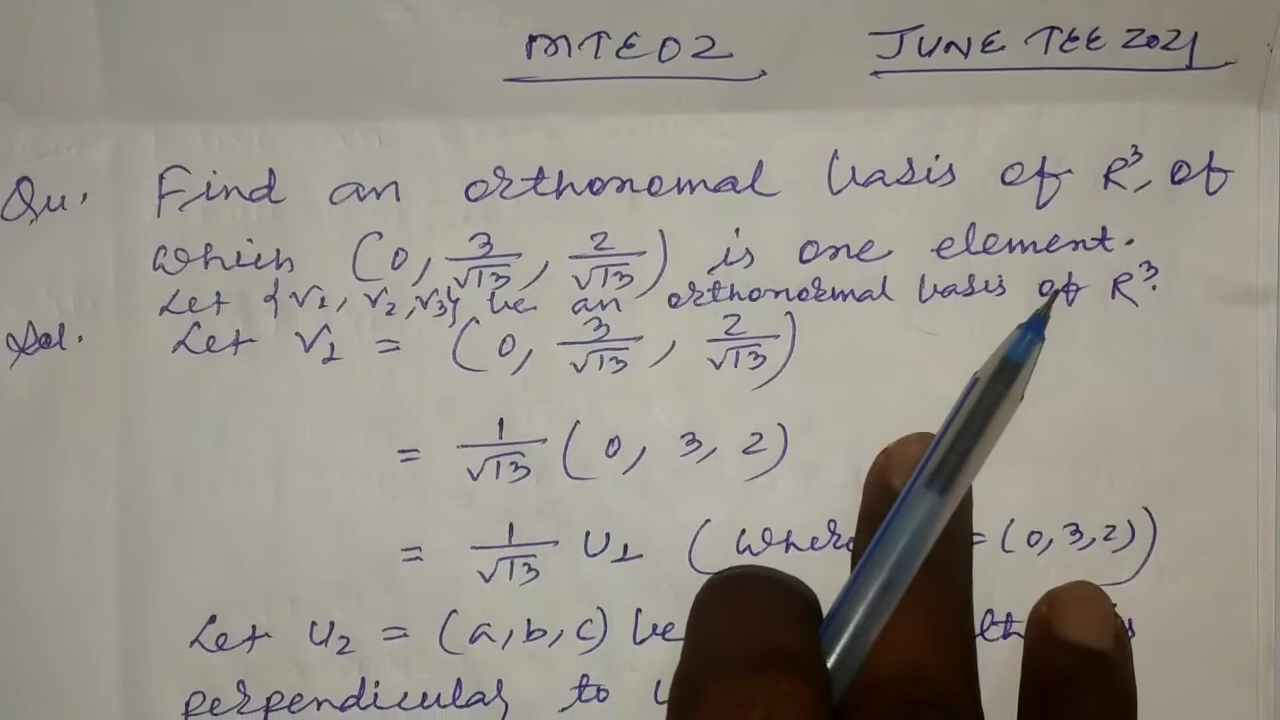 MTE02 JUNE TEE 2021
Qu. Find an orthonomal basis of R³, of
which (0, 3/√13, 2/√13) is one element.
Let {V₁, V₂, V₃} be an orthonormal basis of R³.
Sol. Let V₁ = (0, 3/√13, 2/√13)
= 1/√13 (0, 3, 2)
= 1/√13 U₁ (where = (0, 3, 2))
Let U₂ = (a, b, c) be
perpendicular to